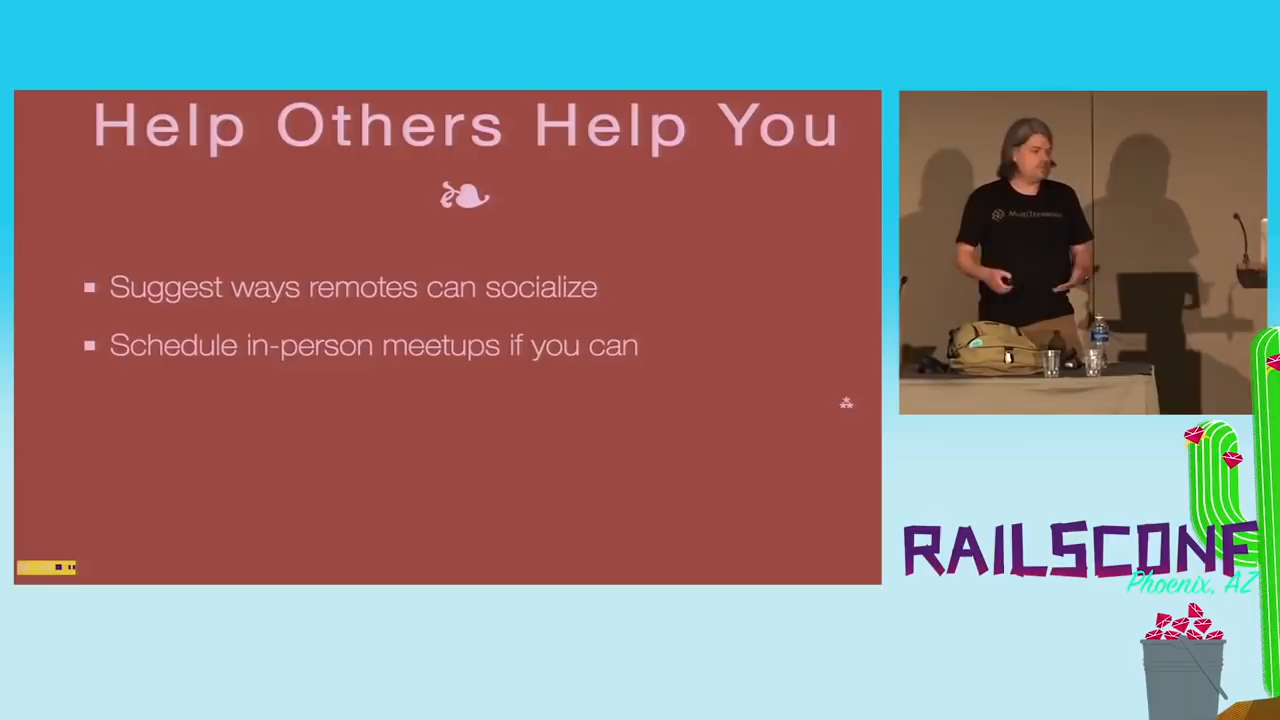 Help Others Help You
Suggest ways remotes can socialize
Schedule in-person meetups if you can
RAILSCONF
Phoenix, AZ